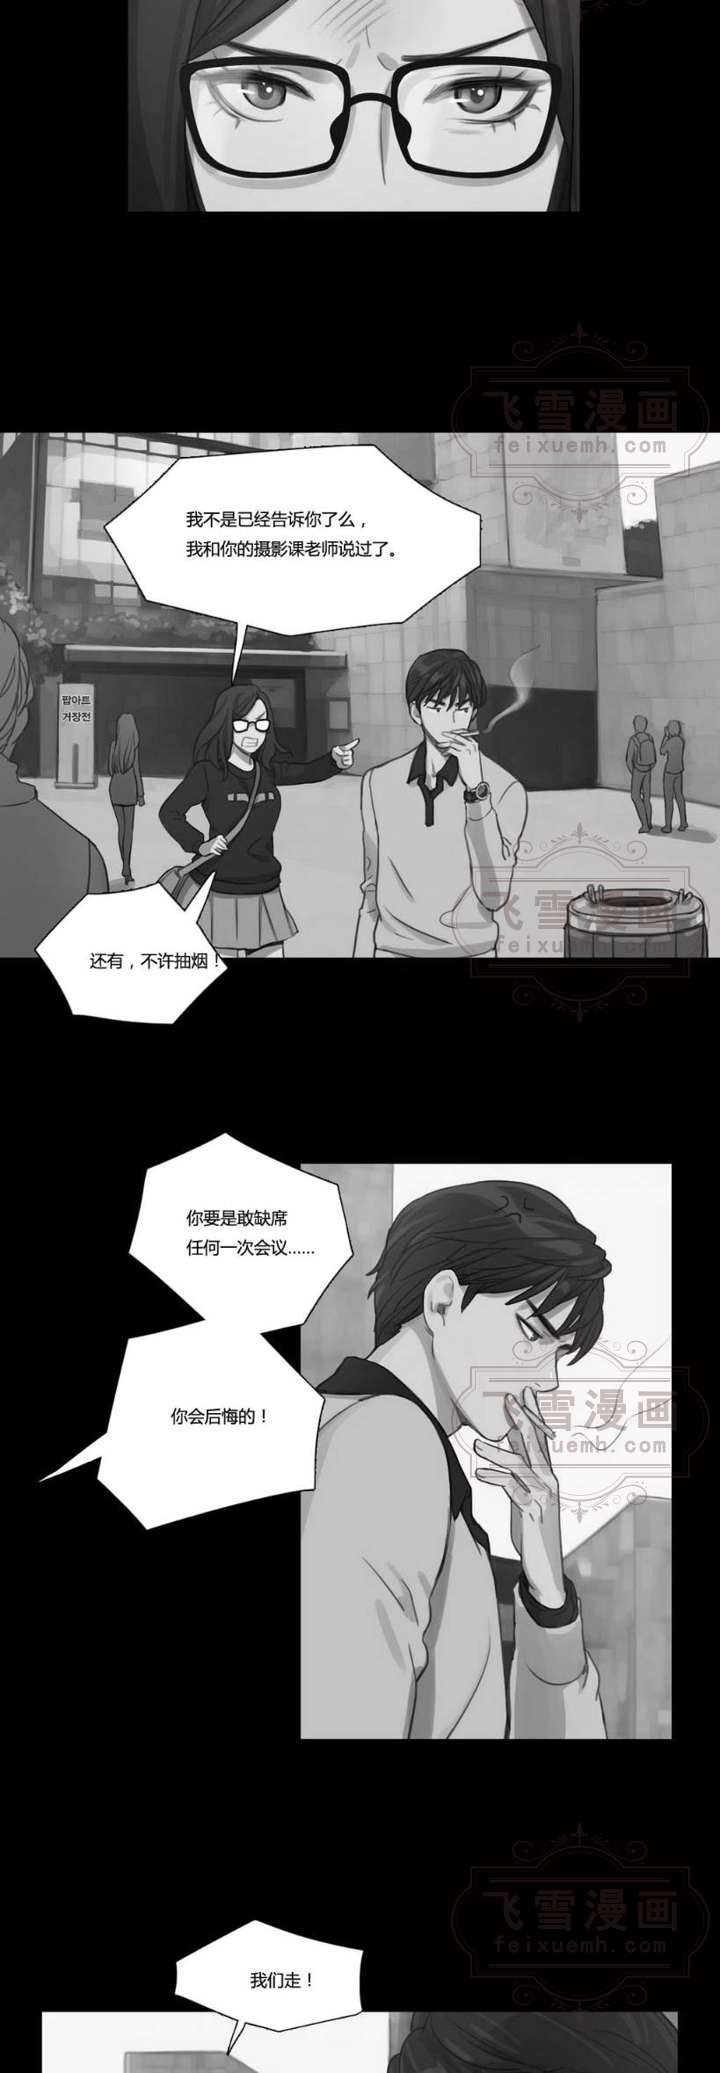 飞雪漫画
feixuemh.com
我不是已经告诉你了么，
我和你的摄影课老师说过了。
팝아트
거장전
飞雪漫画
feixuemh.com
还有，不许抽烟！
你要是敢缺席
任何一次会议……
飞雪漫画
feixuemh.com
你会后悔的！
飞雪漫画
feixuemh.com
我们走！